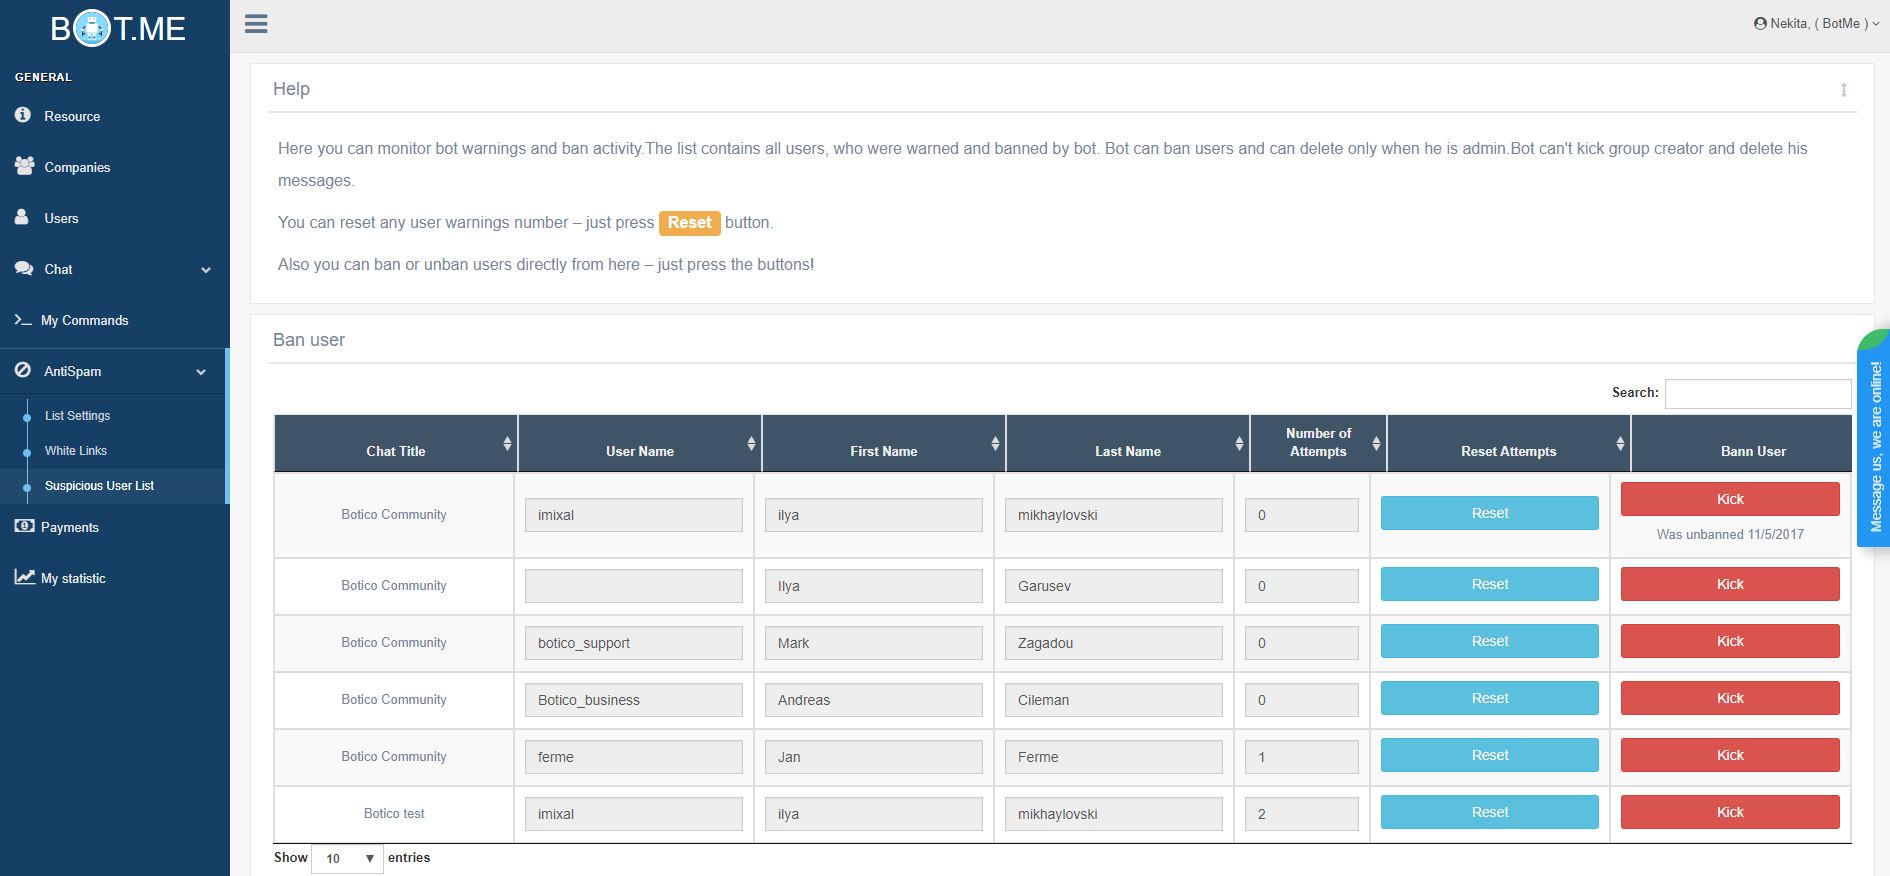 BOT.ME
Nekita, ( BotMe )
GENERAL
Resource
Companies
Users
Chat
My Commands
AntiSpam
List Settings
White Links
Suspicious User List
Payments
My statistic
Help
Here you can monitor bot warnings and ban activity.The list contains all users, who were warned and banned by bot. Bot can ban users and can delete only when he is admin.Bot can't kick group creator and delete his
messages.
You can reset any user warnings number – just press Reset button.
Also you can ban or unban users directly from here – just press the buttons!
Ban user
Search:
Chat Title User Name First Name Last Name Number of Attempts Reset Attempts Bann User
Botico Community imixal ilya mikhaylovski 0 Reset Kick
Was unbanned 11/5/2017
Botico Community Ilya Garusev 0 Reset Kick
Botico Community botico_support Mark Zagadou 0 Reset Kick
Botico Community Botico_business Andreas Cileman 0 Reset Kick
Botico Community ferme Jan Ferme 1 Reset Kick
Botico test imixal ilya mikhaylovski 2 Reset Kick
Show 10 entries
Message us, we are online!